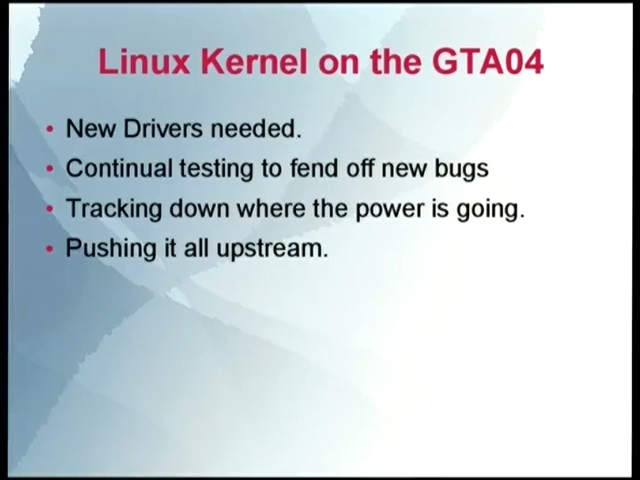 Linux Kernel on the GTA04
• New Drivers needed.
• Continual testing to fend off new bugs
• Tracking down where the power is going.
• Pushing it all upstream.